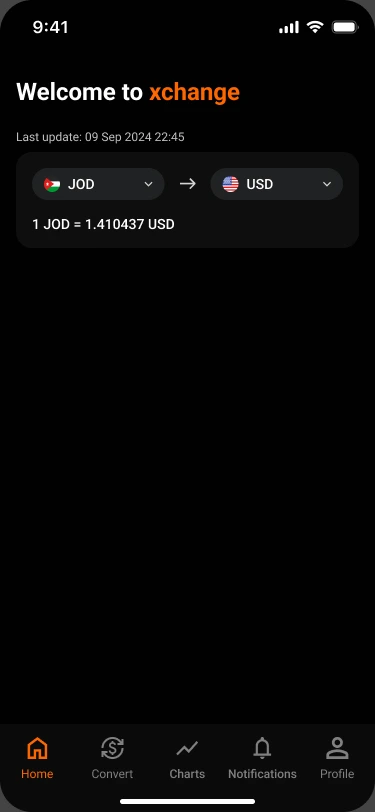 9:41
Welcome to xchange
Last update: 09 Sep 2024 22:45
JOD → USD
1 JOD = 1.410437 USD
Home Convert Charts Notifications Profile